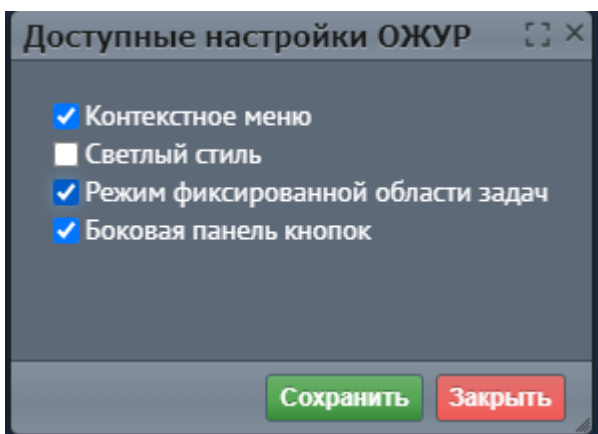 Доступные настройки ОЖУР
Контекстное меню
Светлый стиль
Режим фиксированной области задач
Боковая панель кнопок
Сохранить Закрыть